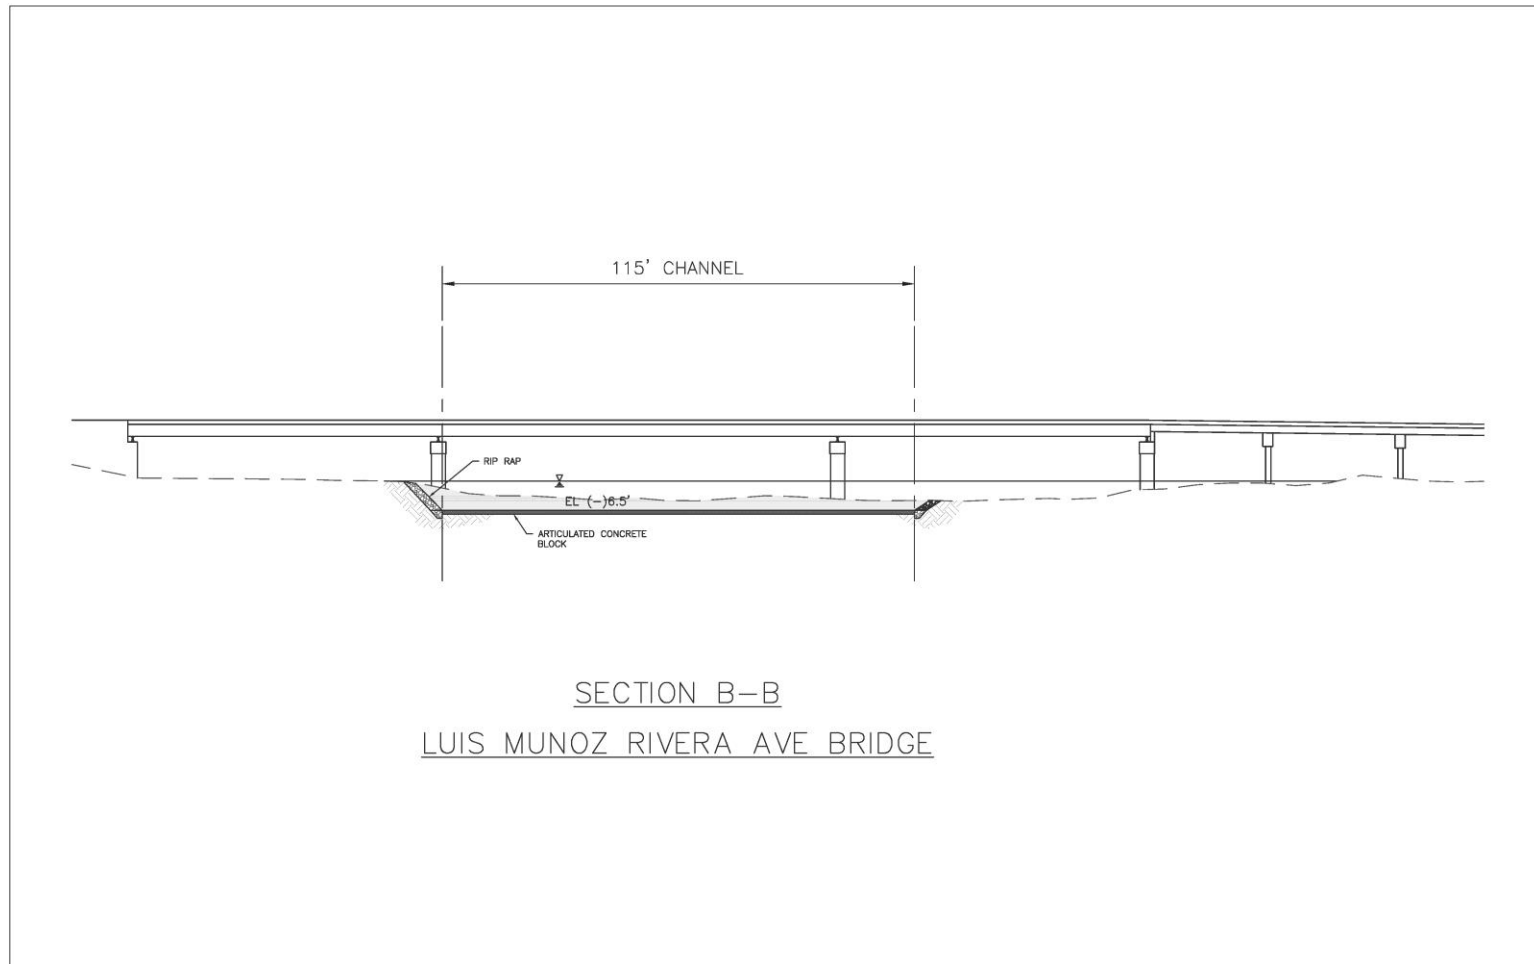 115' CHANNEL
RIP RAP
EL (-)6.5'
ARTICULATED CONCRETE
BLOCK
SECTION B-B
LUIS MUNOZ RIVERA AVE BRIDGE